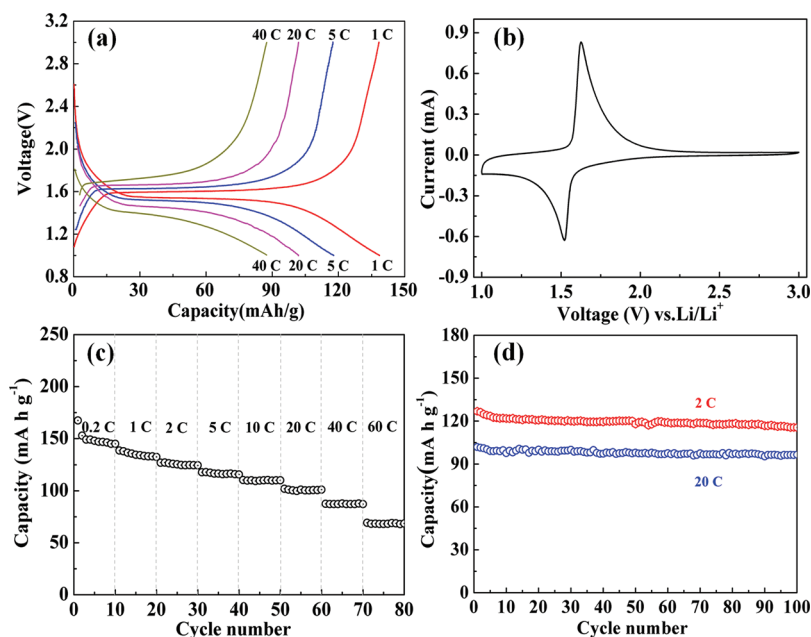 (a)
40 C 20 C 5 C 1 C
3.2
2.8
2.4
2.0
1.6
1.2
0.8
Voltage(V)
40 C 20 C 5 C 1 C
0 30 60 90 120 150
Capacity(mAh/g)
(b)
0.9
0.6
0.3
0.0
-0.3
-0.6
-0.9
Current (mA)
1.0 1.5 2.0 2.5 3.0
Voltage (V) vs.Li/Li⁺
(c)
250
200
150
100
50
0
Capacity (mA h g⁻¹)
0.2 C 1 C 2 C 5 C 10 C 20 C 40 C 60 C
0 10 20 30 40 50 60 70 80
Cycle number
(d)
180
150
120
90
60
30
0
Capacity(mA h g⁻¹)
2 C
20 C
0 10 20 30 40 50 60 70 80 90 100
Cycle number